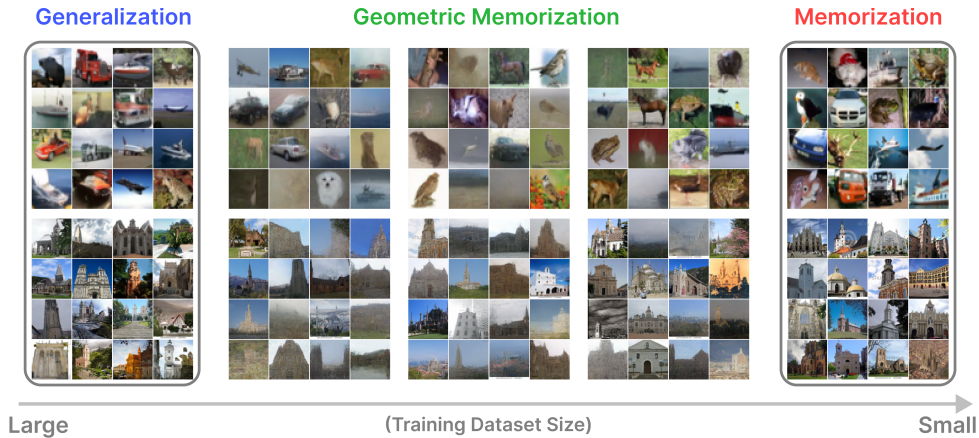 Generalization
Geometric Memorization
Memorization
Large
(Training Dataset Size)
Small